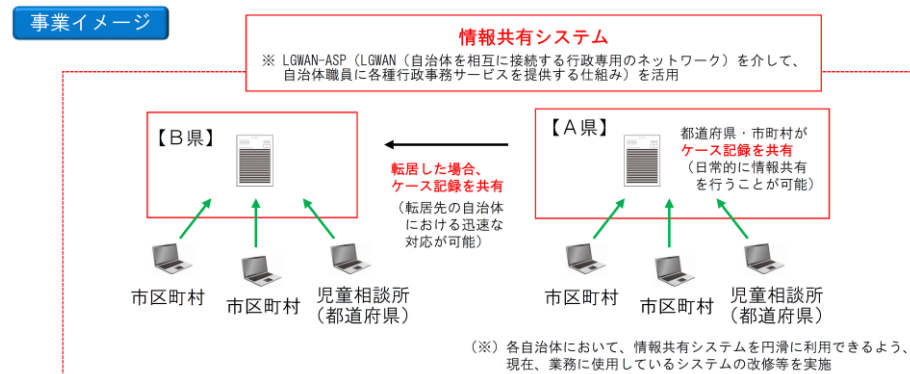 事業イメージ
情報共有システム
※ LGWAN-ASP（LGWAN（自治体を相互に接続する行政専用のネットワーク）を介して、
自治体職員に各種行政事務サービスを提供する仕組み）を活用
【B県】
転居した場合、
ケース記録を共有
（転居先の自治体
における迅速な
対応が可能）
【A県】
都道府県・市町村が
ケース記録を共有
（日常的に情報共有
を行うことが可能）
市区町村
市区町村
児童相談所
（都道府県）
市区町村
市区町村
児童相談所
（都道府県）
（※）各自治体において、情報共有システムを円滑に利用できるよう、
現在、業務に使用しているシステムの改修等を実施